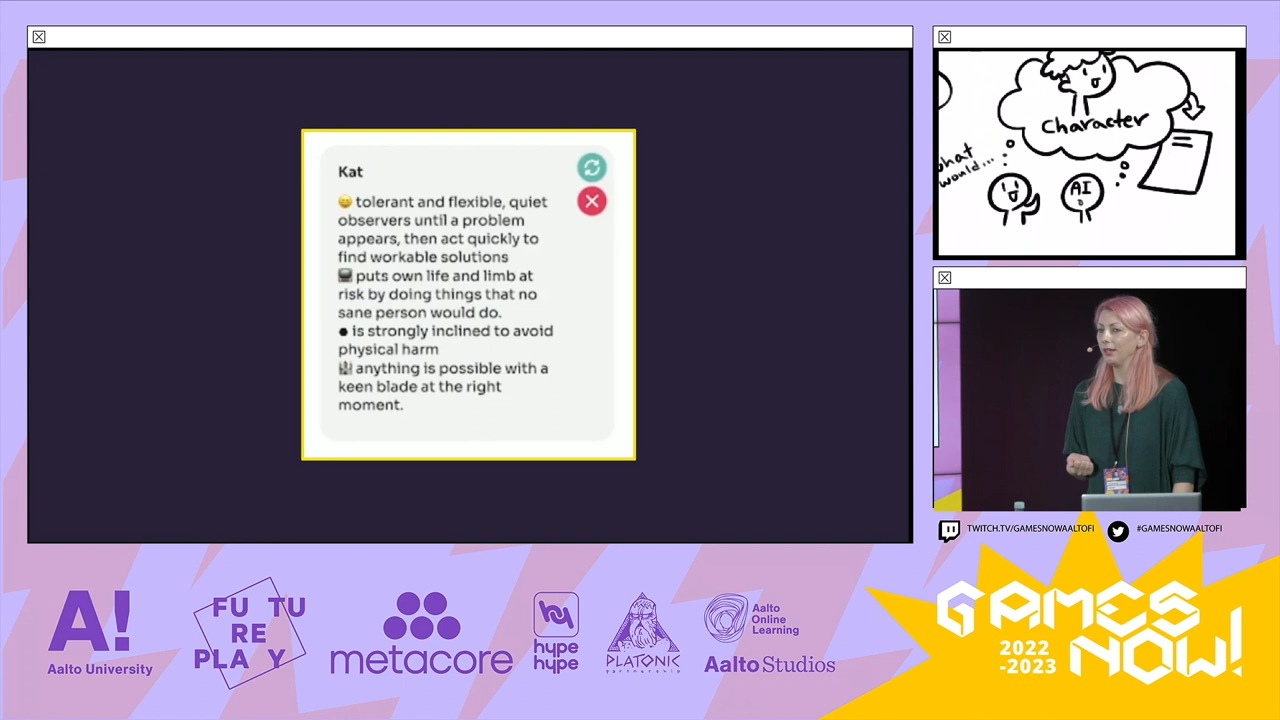 Kat
😀 tolerant and flexible, quiet
observers until a problem
appears, then act quickly to
find workable solutions
puts own life and limb at
risk by doing things that no
sane person would do.
is strongly inclined to avoid
physical harm
anything is possible with a
keen blade at the right
moment.
Character
what
would...
AI
TWITCH.TV/GAMESNOWAALTOFI
#GAMESNOWAALTOFI
A!
Aalto University
FU TU
RE
PLA Y
metacore
hype
hype
PLATONIC
partnership
Aalto
Online
Learning
Aalto Studios
GAMES
NOW!
2022
-2023